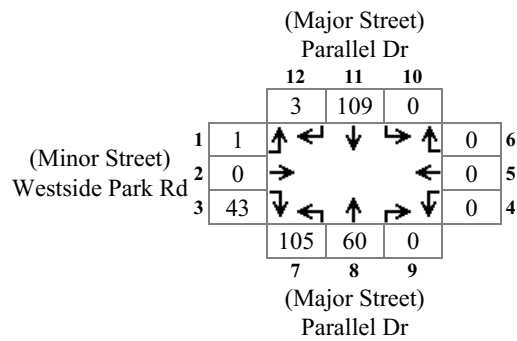 (Major Street)
Parallel Dr
12 11 10
3 109 0
1 1 0 6
(Minor Street)
Westside Park Rd
2 0 0 5
3 43 0 4
105 60 0
7 8 9
(Major Street)
Parallel Dr